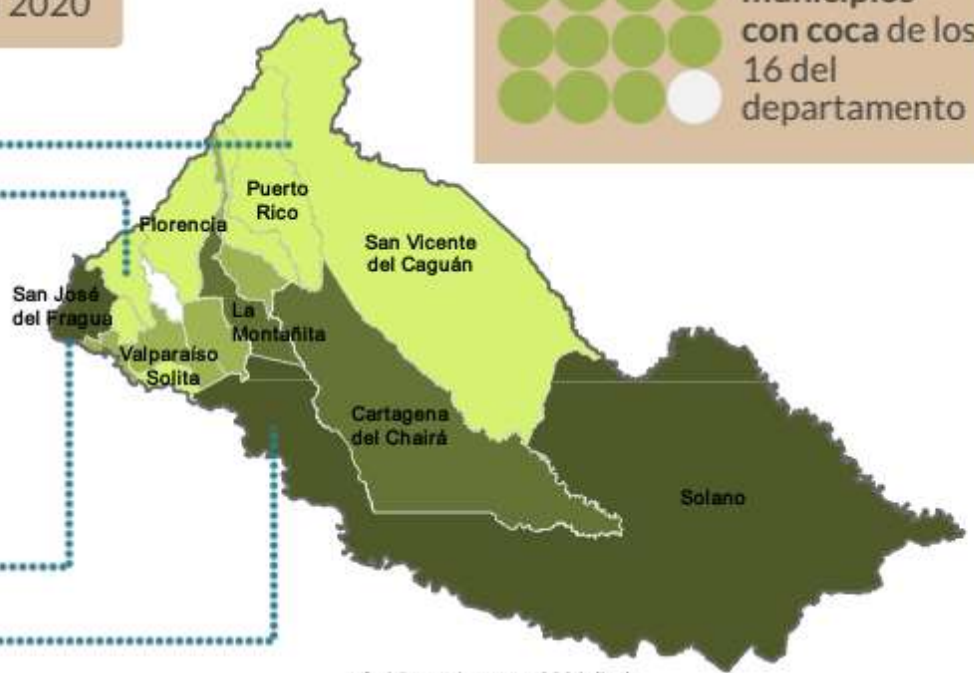 2020
municipios
con coca de los
16 del
departamento
Puerto
Rico
Florencia
San Vicente
del Caguán
San José
del Fragua
La
Montañita
Valparaíso
Solita
Cartagena
del Chairá
Solano